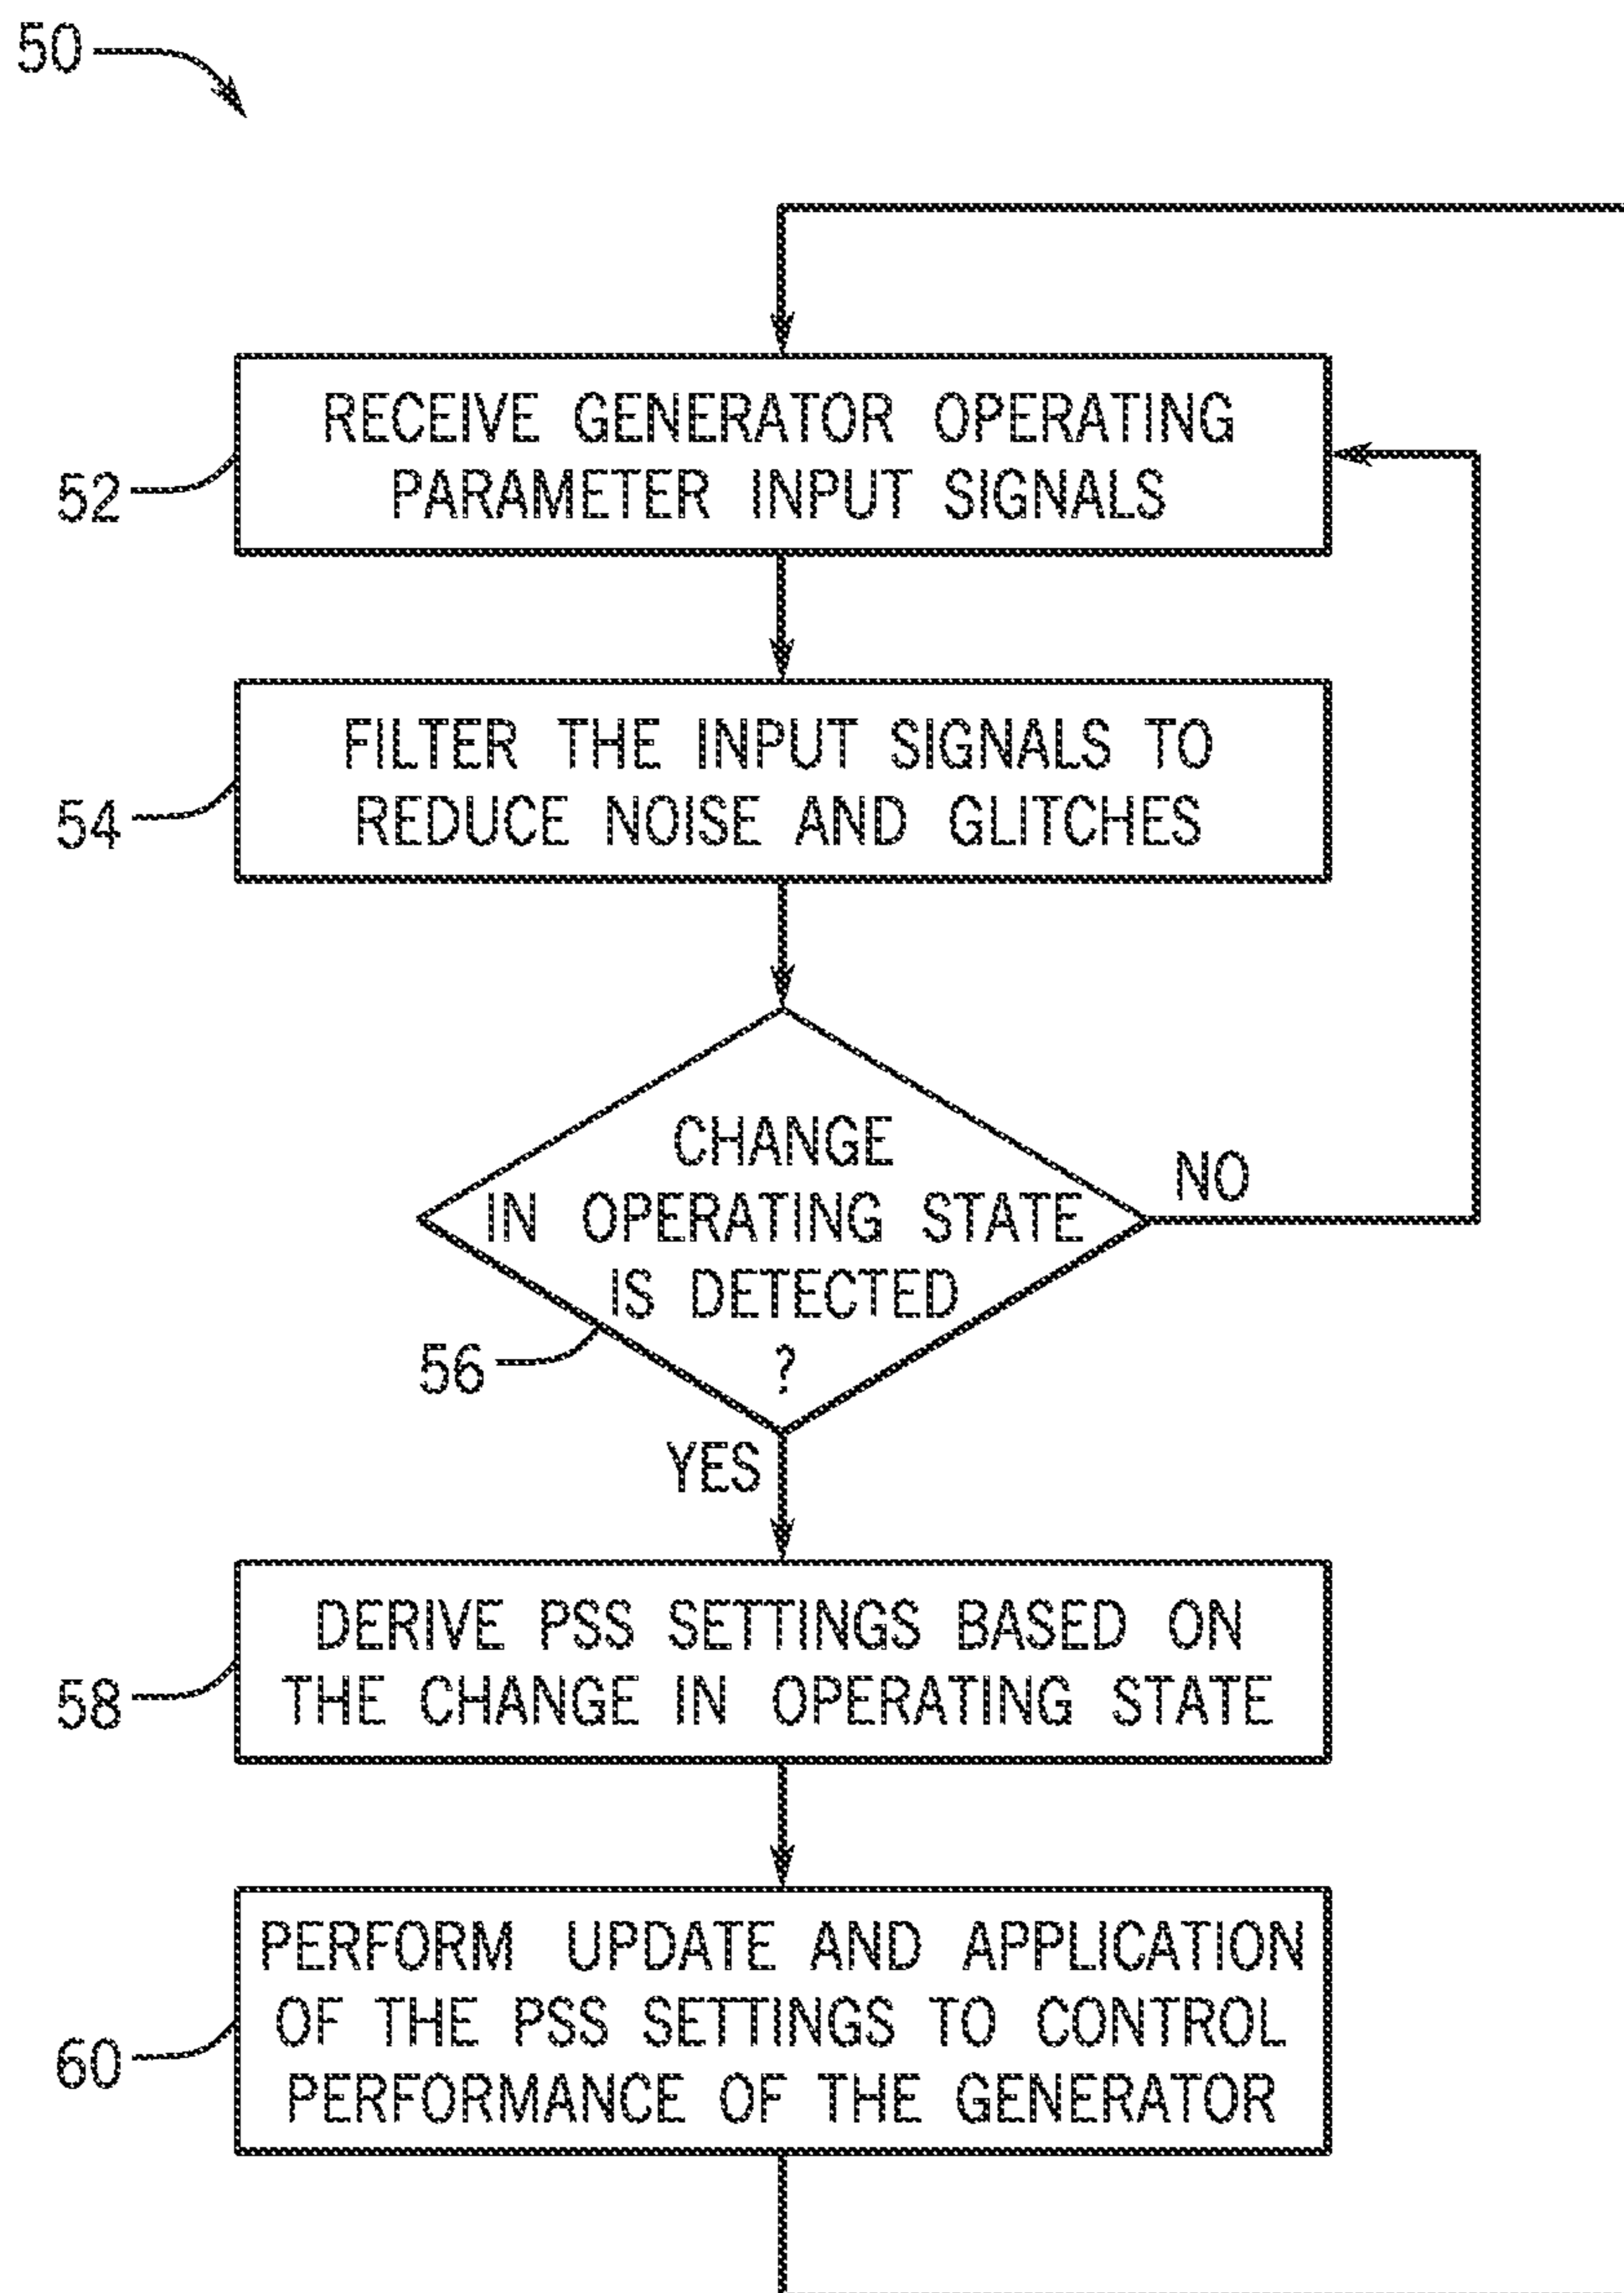 50
RECEIVE GENERATOR OPERATING
PARAMETER INPUT SIGNALS
52
FILTER THE INPUT SIGNALS TO
REDUCE NOISE AND GLITCHES
54
CHANGE
IN OPERATING STATE
IS DETECTED
?
NO
56
YES
DERIVE PSS SETTINGS BASED ON
THE CHANGE IN OPERATING STATE
58
PERFORM UPDATE AND APPLICATION
OF THE PSS SETTINGS TO CONTROL
PERFORMANCE OF THE GENERATOR
60